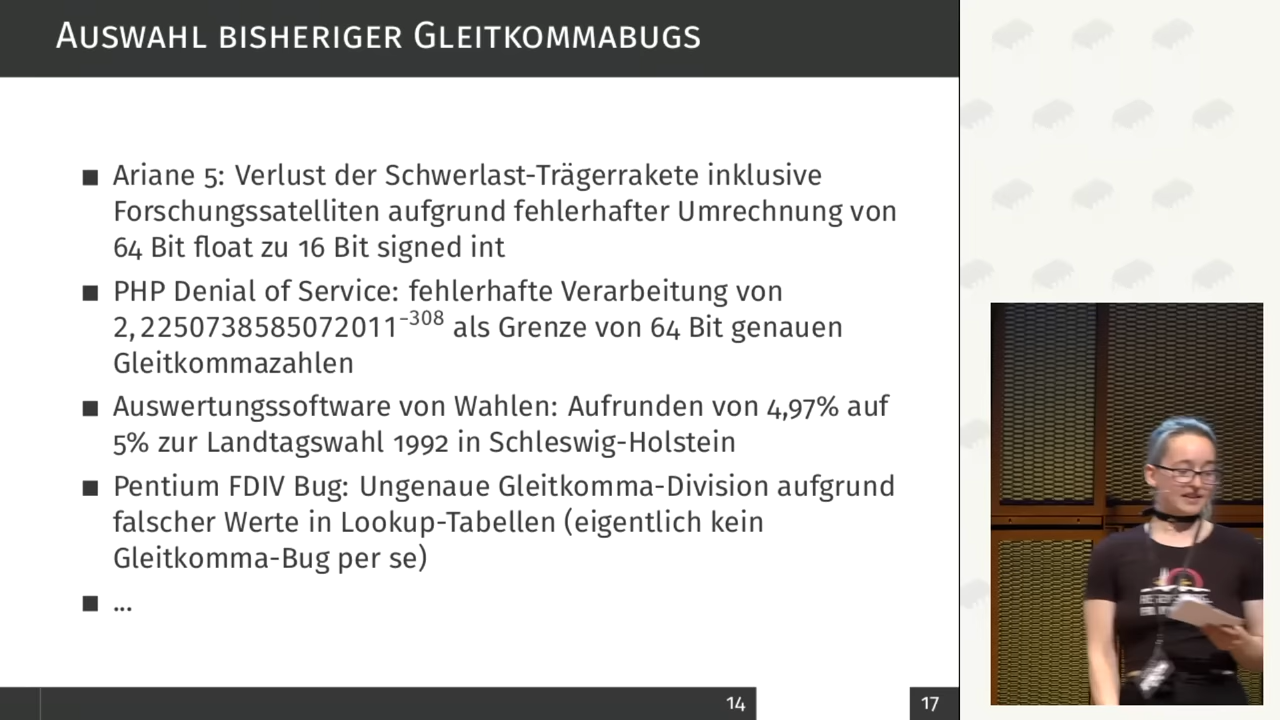 Auswahl bisheriger Gleitkommabugs
■ Ariane 5: Verlust der Schwerlast-Trägerrakete inklusive
Forschungssatelliten aufgrund fehlerhafter Umrechnung von
64 Bit float zu 16 Bit signed int
■ PHP Denial of Service: fehlerhafte Verarbeitung von
2,2250738585072011⁻³⁰⁸ als Grenze von 64 Bit genauen
Gleitkommazahlen
■ Auswertungssoftware von Wahlen: Aufrunden von 4,97% auf
5% zur Landtagswahl 1992 in Schleswig-Holstein
■ Pentium FDIV Bug: Ungenaue Gleitkomma-Division aufgrund
falscher Werte in Lookup-Tabellen (eigentlich kein
Gleitkomma-Bug per se)
■ ...
14
17